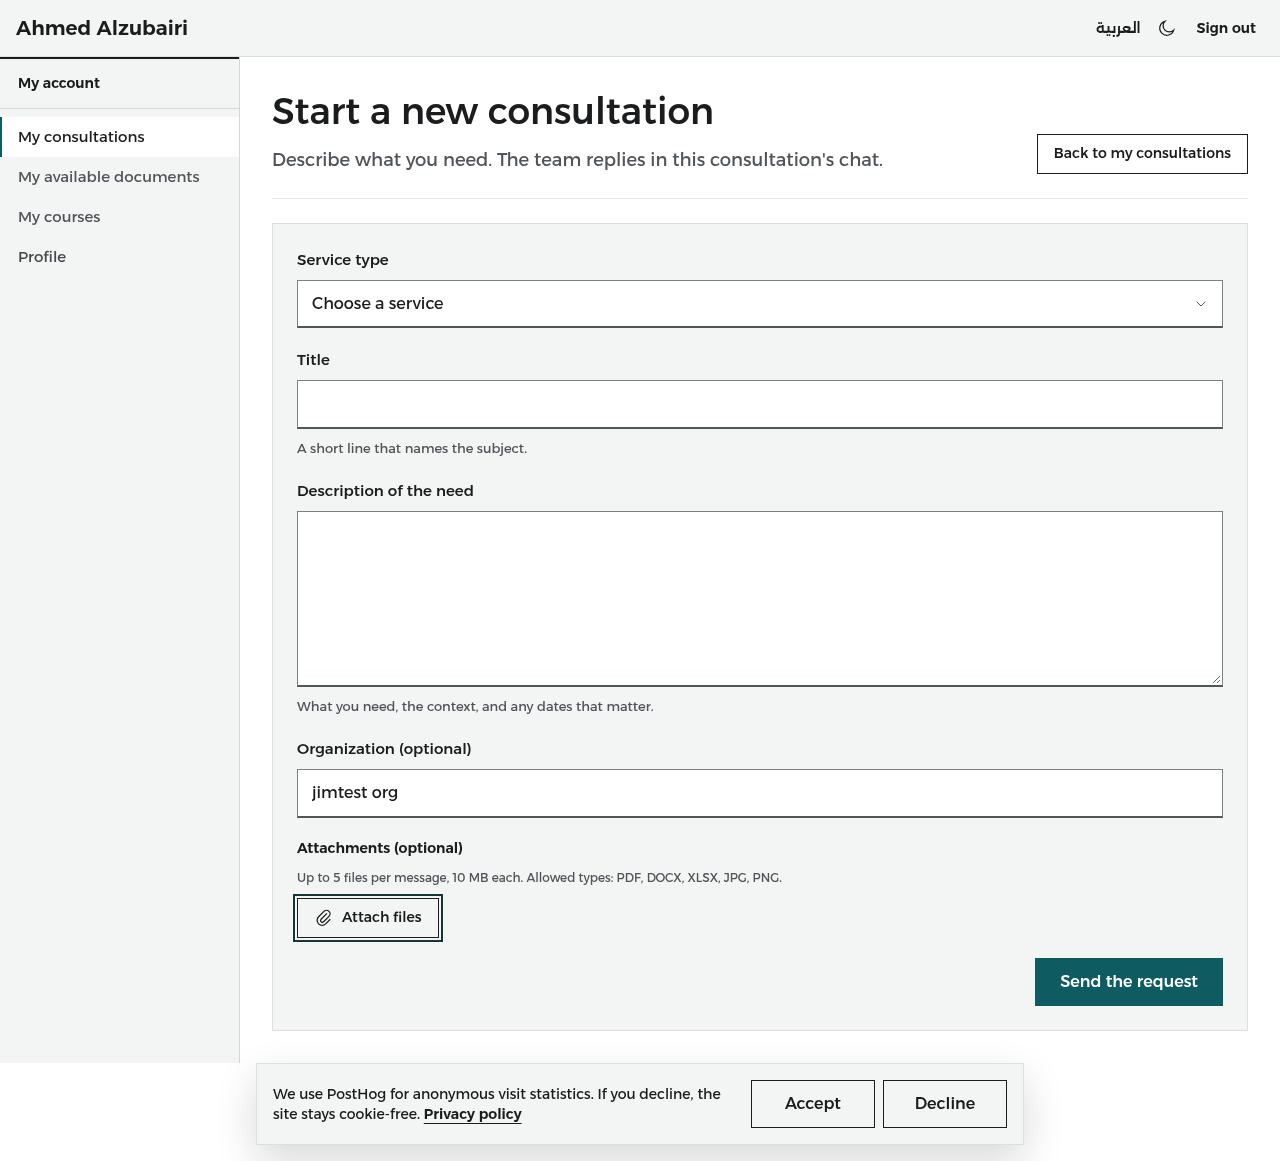 Ahmed Alzubairi
العربية
Sign out
My account
My consultations
My available documents
My courses
Profile
Start a new consultation
Describe what you need. The team replies in this consultation's chat.
Back to my consultations
Service type
Choose a service
Title
A short line that names the subject.
Description of the need
What you need, the context, and any dates that matter.
Organization (optional)
jimtest org
Attachments (optional)
Up to 5 files per message, 10 MB each. Allowed types: PDF, DOCX, XLSX, JPG, PNG.
Attach files
Send the request
We use PostHog for anonymous visit statistics. If you decline, the
site stays cookie-free. Privacy policy
Accept
Decline